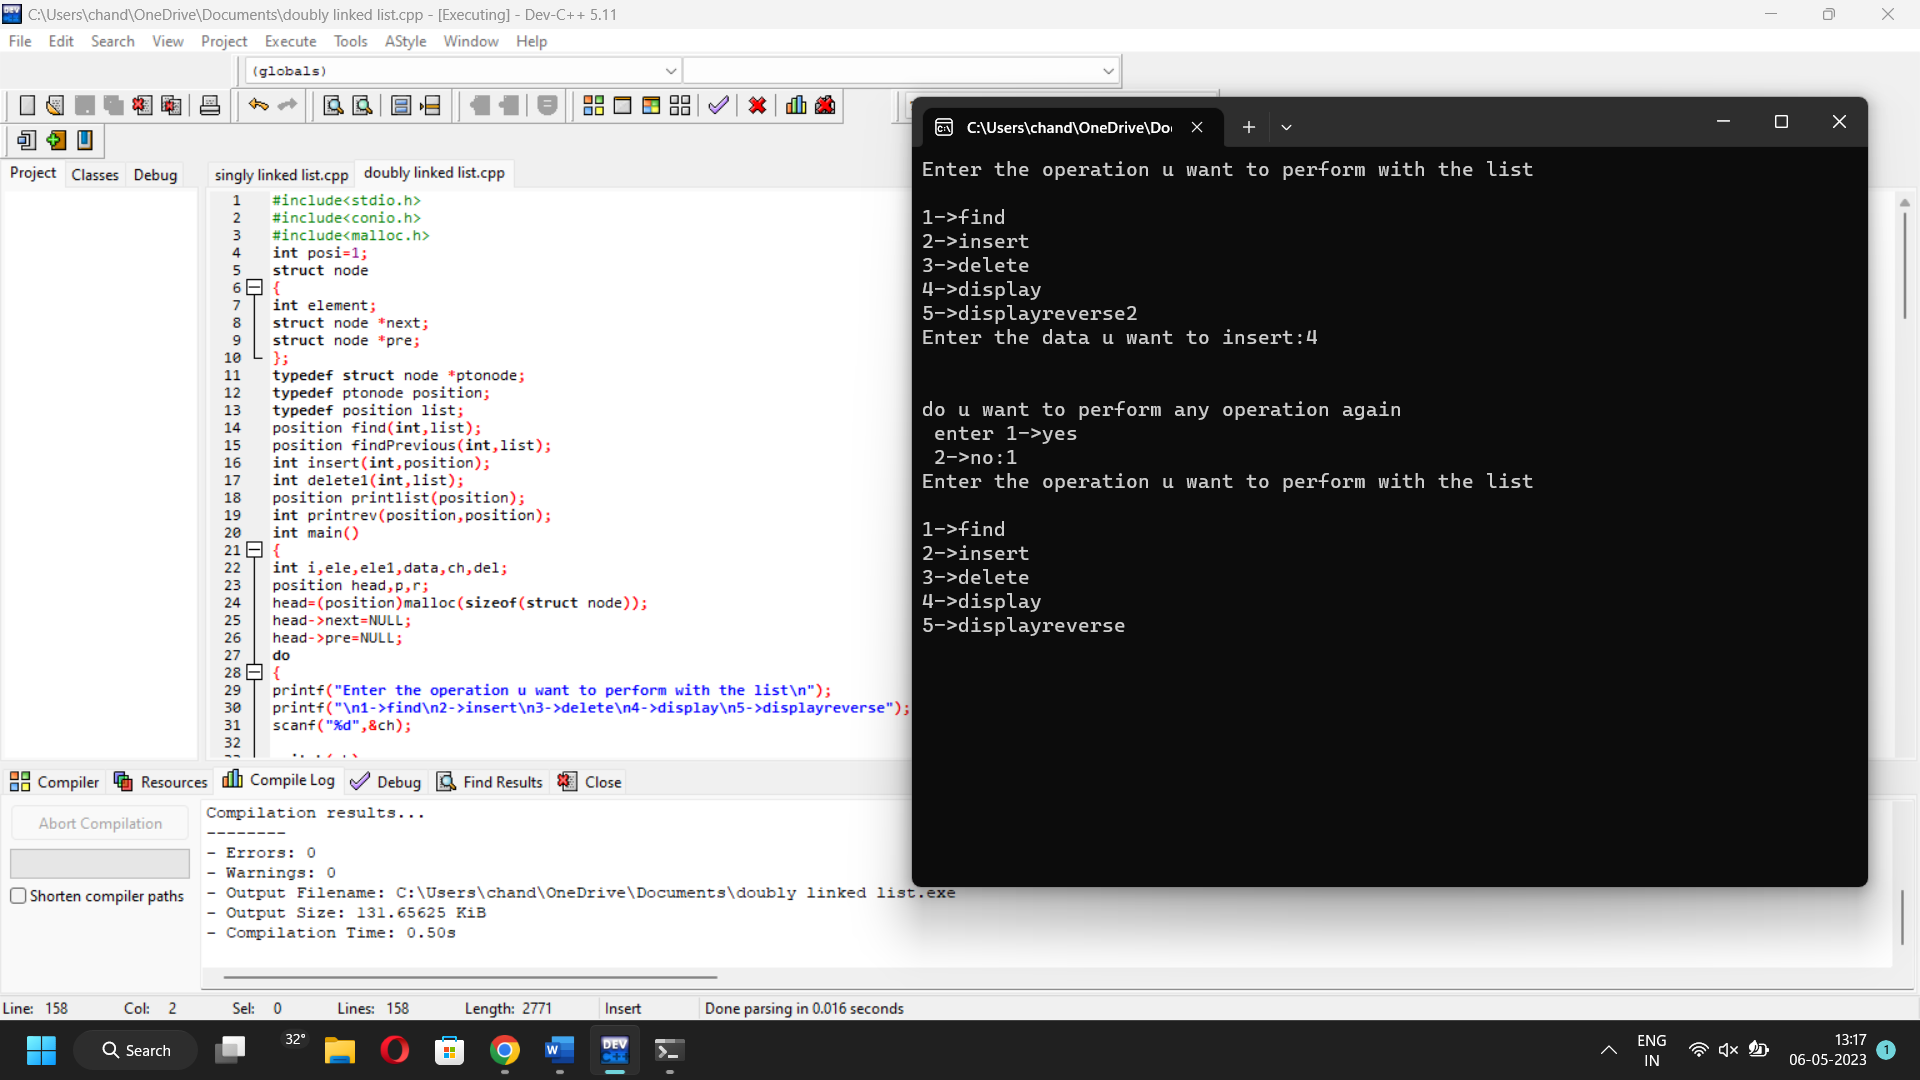 C:\Users\chand\OneDrive\Documents\doubly linked list.cpp - [Executing] - Dev-C++ 5.11
File Edit Search View Project Execute Tools AStyle Window Help
(globals)
Project Classes Debug
singly linked list.cpp doubly linked list.cpp
1 #include<stdio.h>
2 #include<conio.h>
3 #include<malloc.h>
4 int posi=1;
5 struct node
6 {
7 int element;
8 struct node *next;
9 struct node *pre;
10 };
11 typedef struct node *ptonode;
12 typedef ptonode position;
13 typedef position list;
14 position find(int,list);
15 position findPrevious(int,list);
16 int insert(int,position);
17 int delete1(int,list);
18 position printlist(position);
19 int printrev(position,position);
20 int main()
21 {
22 int i,ele,ele1,data,ch,del;
23 position head,p,r;
24 head=(position)malloc(sizeof(struct node));
25 head->next=NULL;
26 head->pre=NULL;
27 do
28 {
29 printf("Enter the operation u want to perform with the list\n");
30 printf("\n1->find\n2->insert\n3->delete\n4->display\n5->displayreverse");
31 scanf("%d",&ch);
32
C:\Users\chand\OneDrive\Do
Enter the operation u want to perform with the list
1->find
2->insert
3->delete
4->display
5->displayreverse2
Enter the data u want to insert:4
do u want to perform any operation again
enter 1->yes
2->no:1
Enter the operation u want to perform with the list
1->find
2->insert
3->delete
4->display
5->displayreverse
Compiler Resources Compile Log Debug Find Results Close
Abort Compilation
Shorten compiler paths
Compilation results...
--------
- Errors: 0
- Warnings: 0
- Output Filename: C:\Users\chand\OneDrive\Documents\doubly linked list.exe
- Output Size: 131.65625 KiB
- Compilation Time: 0.50s
Line: 158 Col: 2 Sel: 0 Lines: 158 Length: 2771 Insert Done parsing in 0.016 seconds
Search
32°
DEV
ENG
IN
13:17
06-05-2023
1